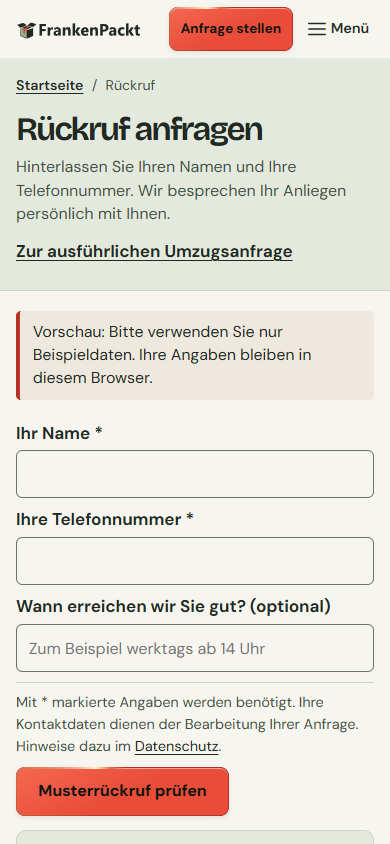 FrankenPackt
Anfrage stellen
Menü
Startseite / Rückruf
Rückruf anfragen
Hinterlassen Sie Ihren Namen und Ihre
Telefonnummer. Wir besprechen Ihr Anliegen
persönlich mit Ihnen.
Zur ausführlichen Umzugsanfrage
Vorschau: Bitte verwenden Sie nur
Beispieldaten. Ihre Angaben bleiben in
diesem Browser.
Ihr Name *
Ihre Telefonnummer *
Wann erreichen wir Sie gut? (optional)
Zum Beispiel werktags ab 14 Uhr
Mit * markierte Angaben werden benötigt. Ihre
Kontaktdaten dienen der Bearbeitung Ihrer Anfrage.
Hinweise dazu im Datenschutz.
Musterrückruf prüfen